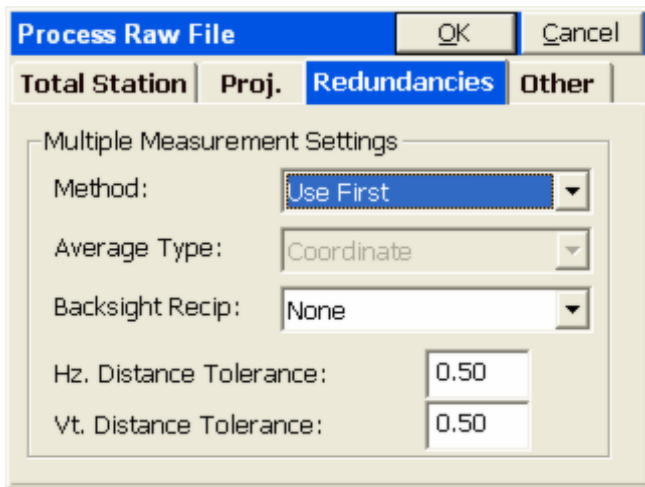 Process Raw File OK Cancel
Total Station Proj. Redundancies Other
Multiple Measurement Settings
Method: Use First
Average Type: Coordinate
Backsight Recip: None
Hz. Distance Tolerance: 0.50
Vt. Distance Tolerance: 0.50